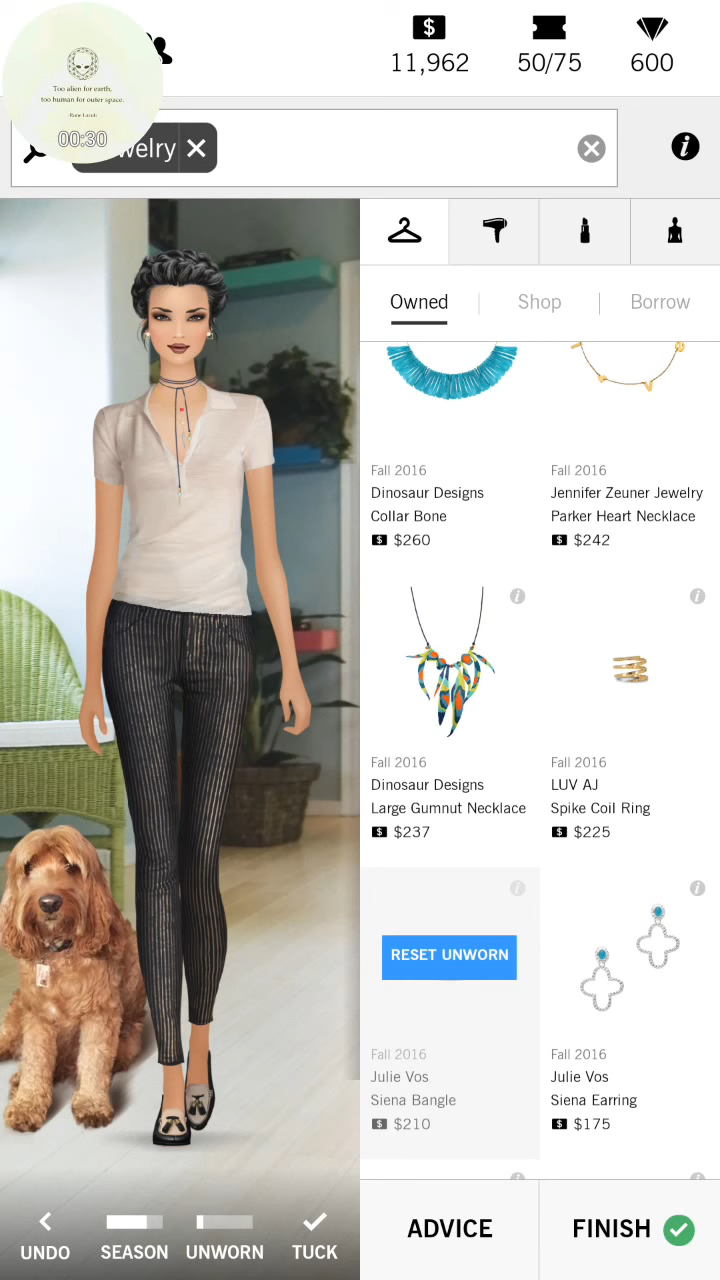 11,962
50/75
600
Too alien for earth,
too human for outer space.
00:30
welry
Owned
Shop
Borrow
Fall 2016
Dinosaur Designs
Collar Bone
$260
Fall 2016
Jennifer Zeuner Jewelry
Parker Heart Necklace
$242
Fall 2016
Dinosaur Designs
Large Gumnut Necklace
$237
Fall 2016
LUV AJ
Spike Coil Ring
$225
RESET UNWORN
Fall 2016
Julie Vos
Siena Bangle
$210
Fall 2016
Julie Vos
Siena Earring
$175
UNDO
SEASON
UNWORN
TUCK
ADVICE
FINISH